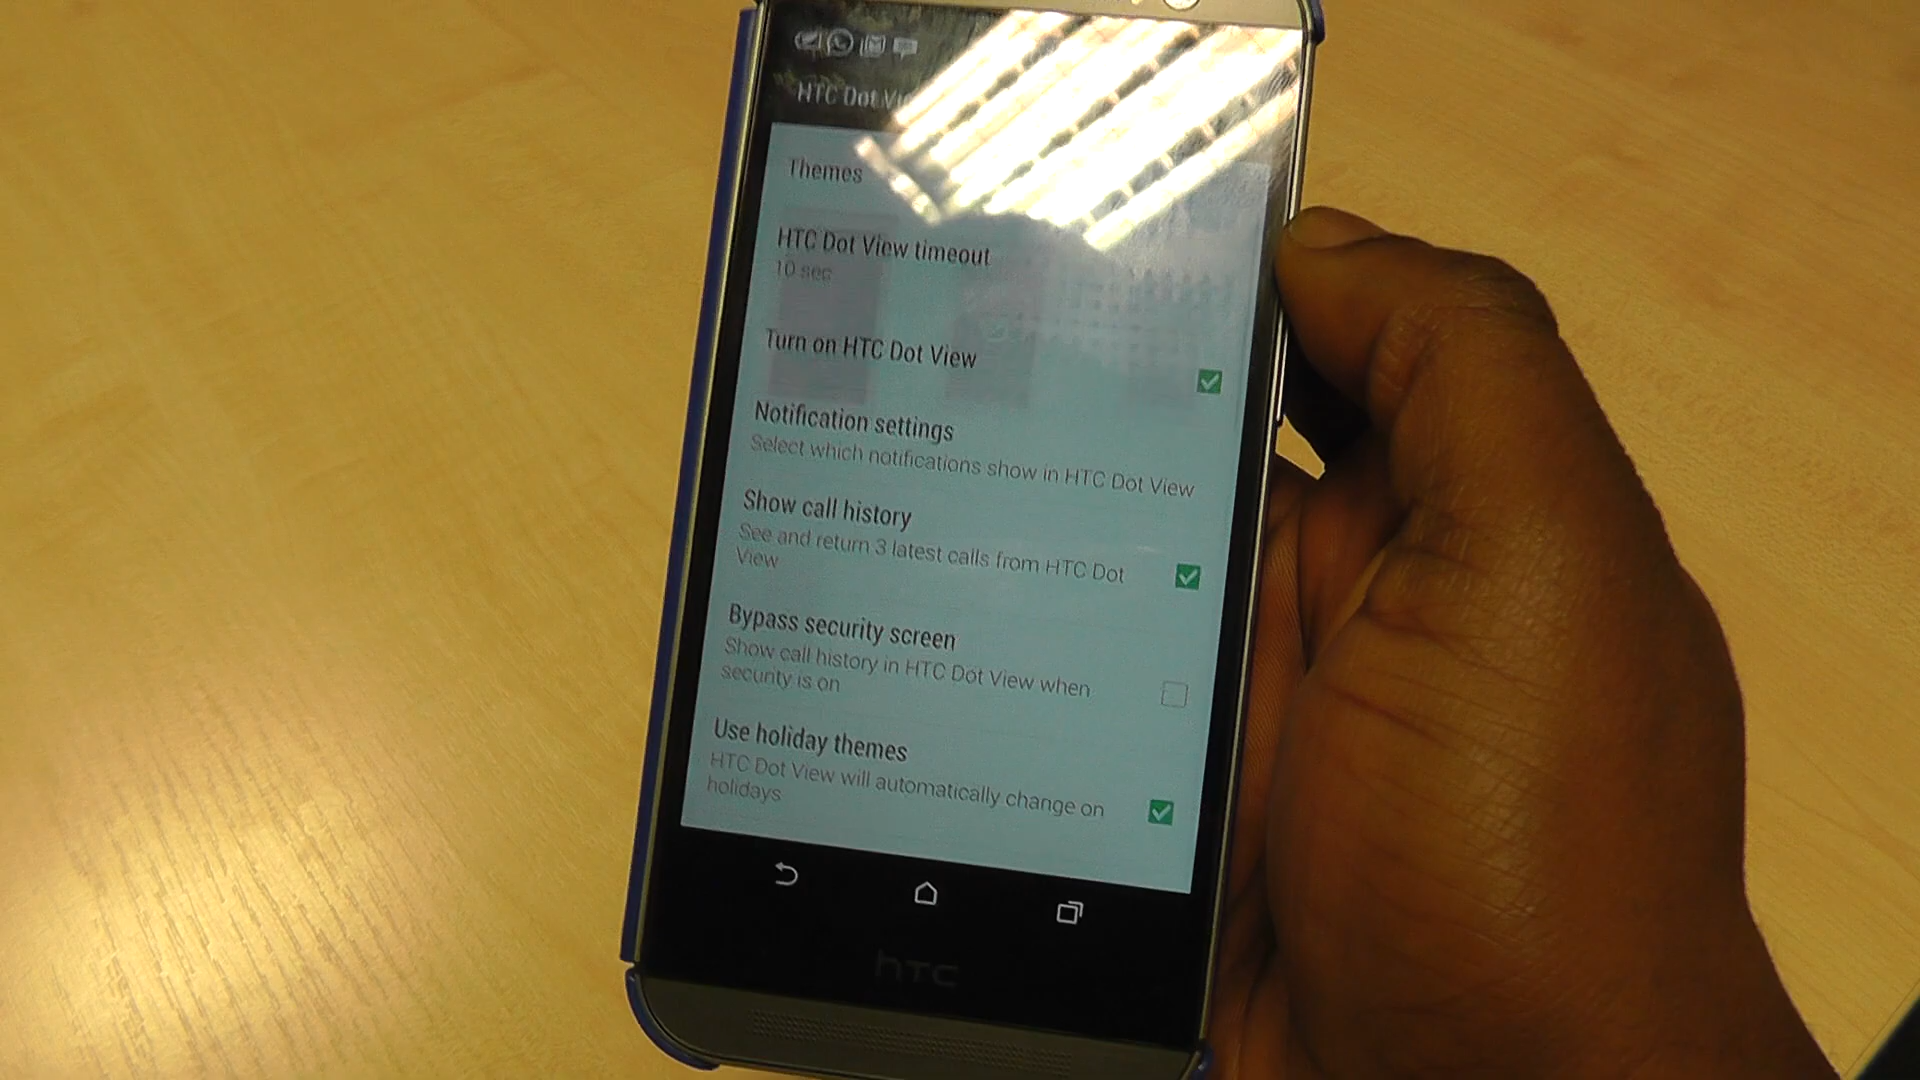 HTC Dot
Themes
HTC Dot View timeout
10 sec
Turn on HTC Dot View
Notification settings
Select which notifications show in HTC Dot View
Show call history
See and return 3 latest calls from HTC Dot
View
Bypass security screen
Show call history in HTC Dot View when
security is on
Use holiday themes
HTC Dot View will automatically change on
holidays
hTC